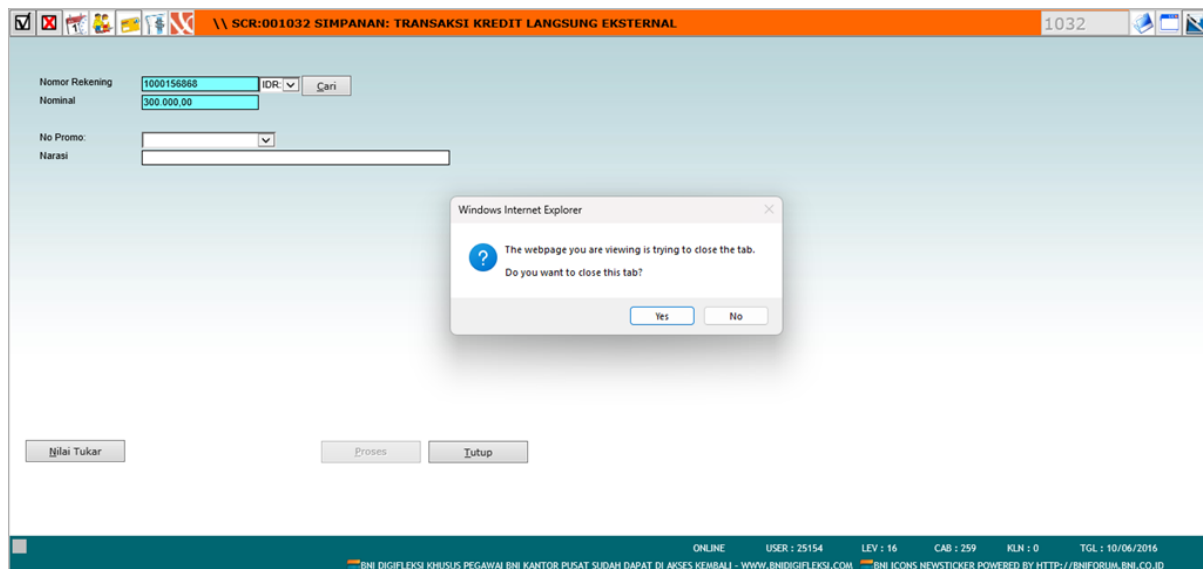 \\ SCR:001032 SIMPANAN: TRANSAKSI KREDIT LANGSUNG EKSTERNAL 1032
Nomor Rekening 1000156868 IDR: Cari
Nominal 300.000,00
No Promo:
Narasi
Windows Internet Explorer
The webpage you are viewing is trying to close the tab.
Do you want to close this tab?
Yes No
Nilai Tukar Proses Tutup
ONLINE USER : 25154 LEV : 16 CAB : 259 KLN : 0 TGL : 10/06/2016
BNI DIGIFLEKSI KHUSUS PEGAWAI BNI KANTOR PUSAT SUDAH DAPAT DI AKSES KEMBALI - WWW.BNIDIGIFLEKSI.COM BNI ICONS NEWSTICKER POWERED BY HTTP://BNIFORUM.BNI.CO.ID